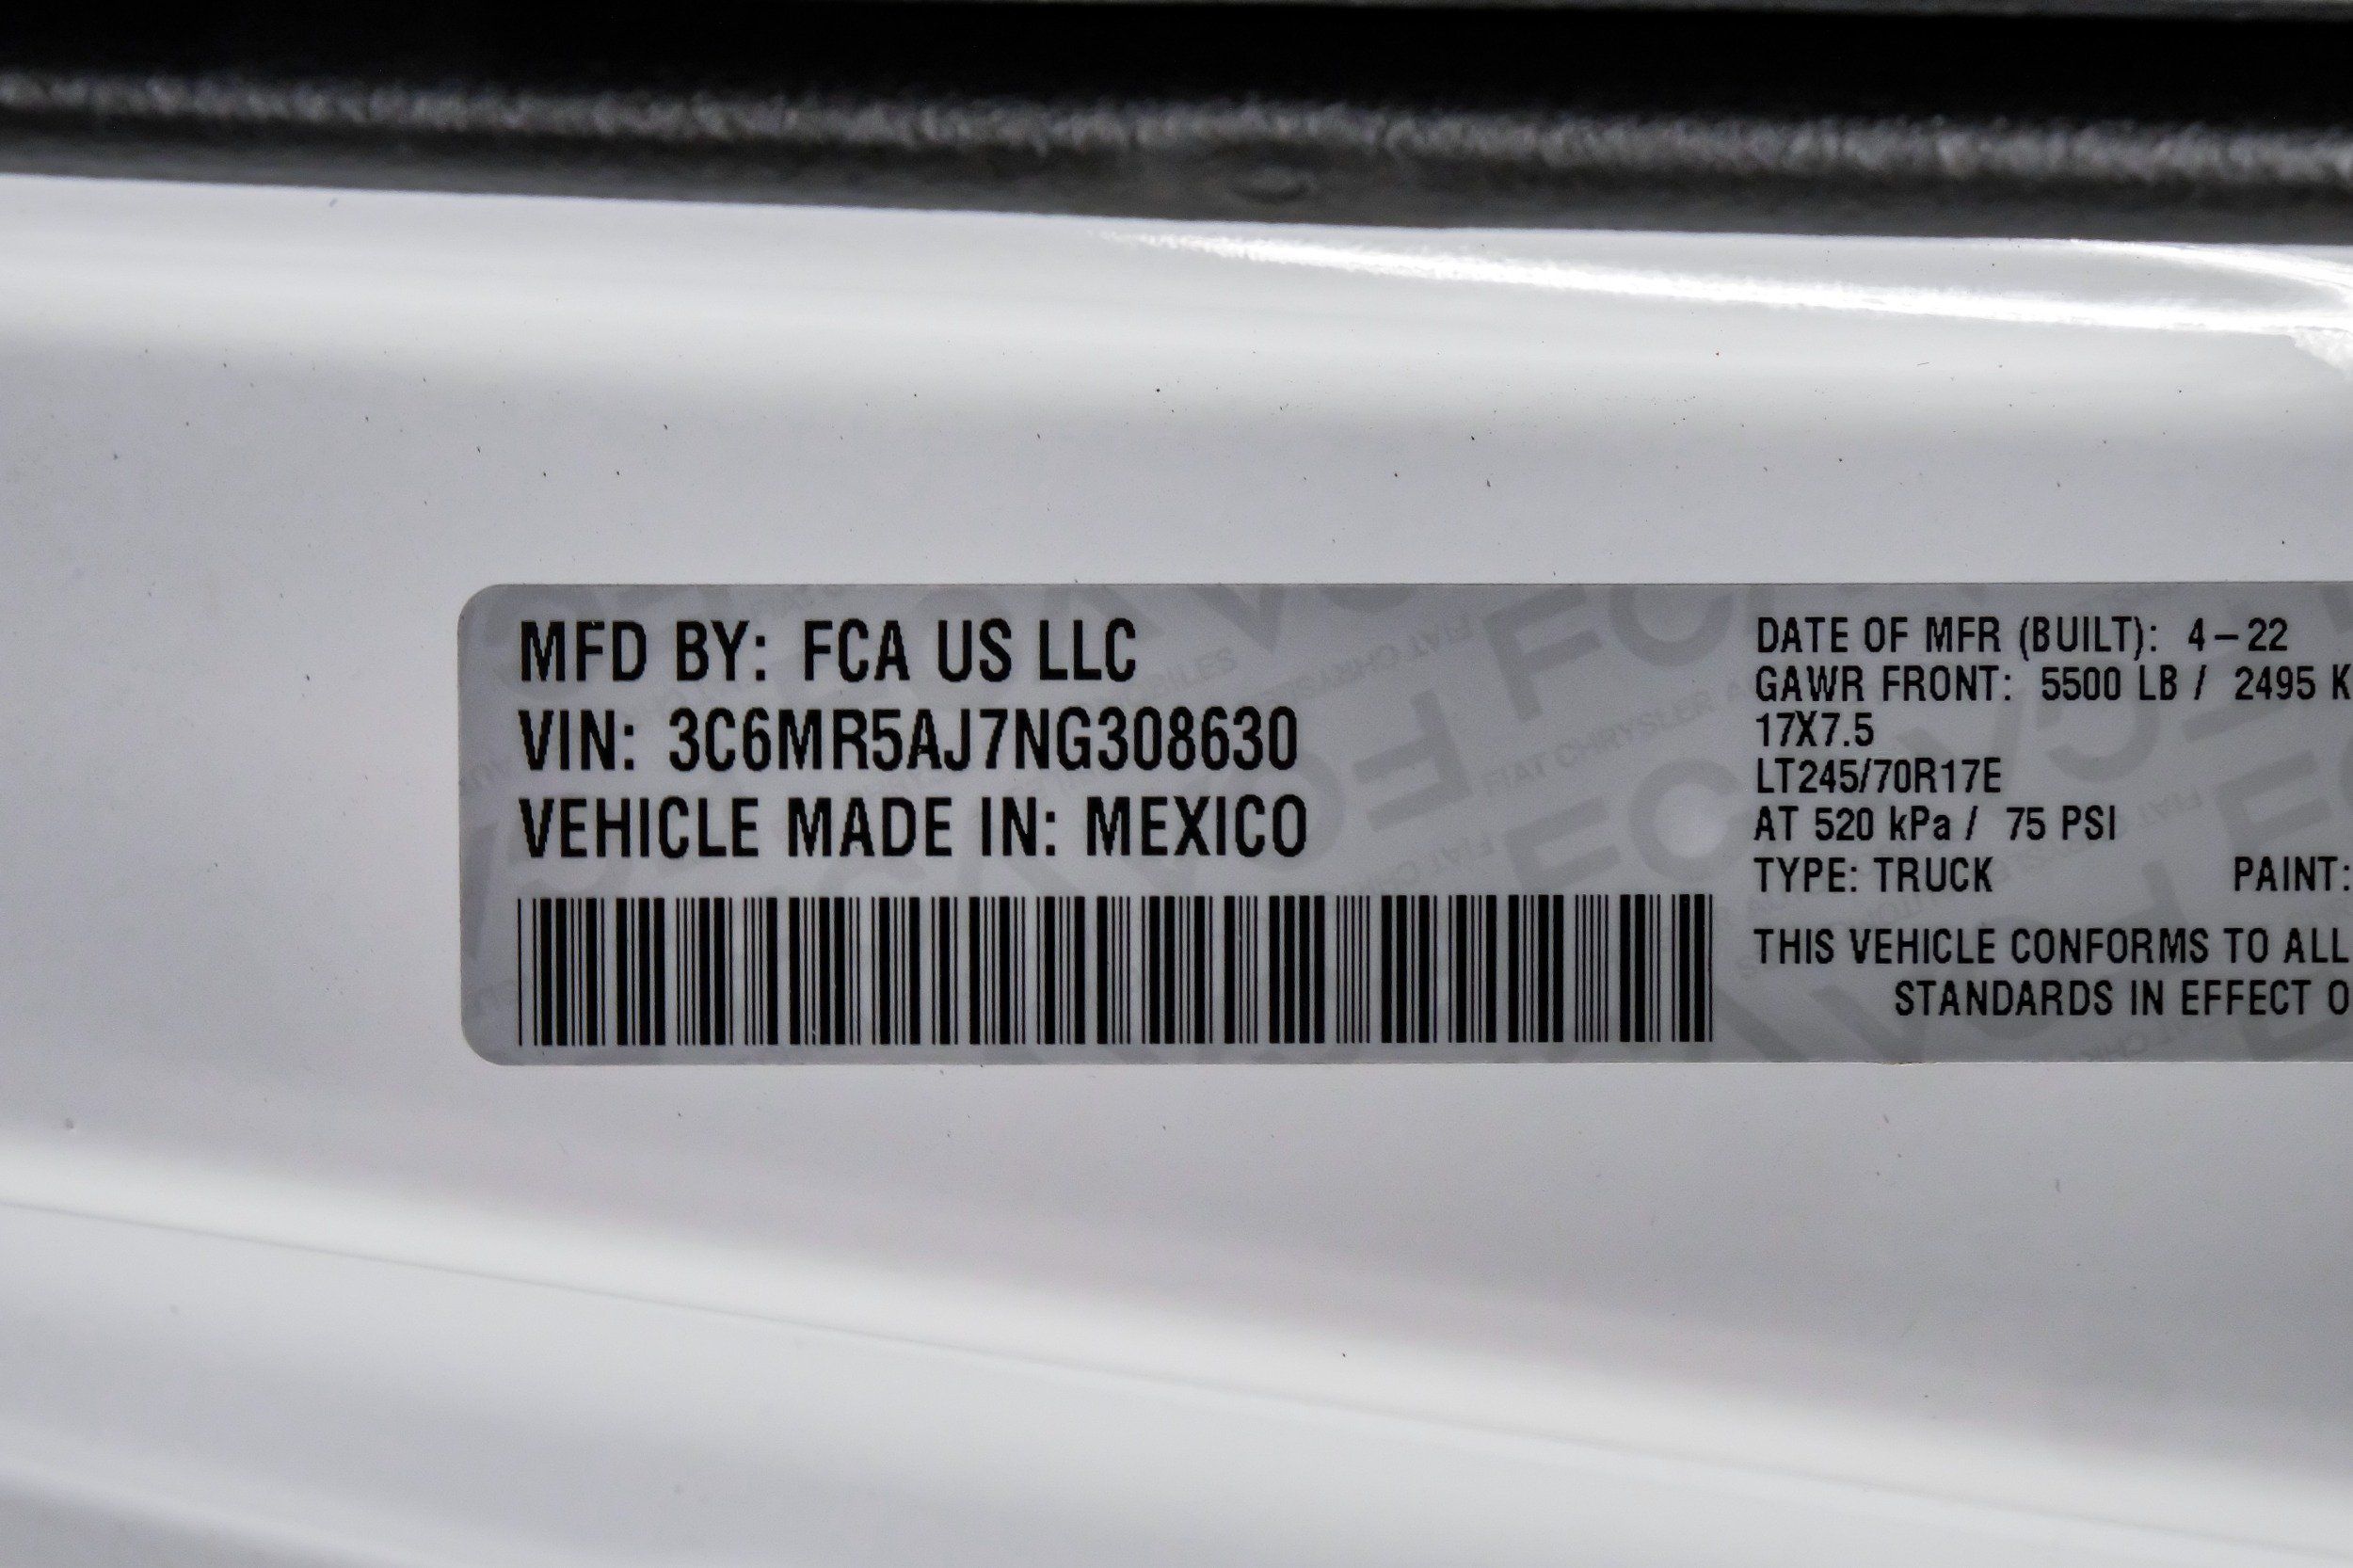 MFD BY: FCA US LLC
VIN: 3C6MR5AJ7NG308630
VEHICLE MADE IN: MEXICO
DATE OF MFR (BUILT): 4-22
GAWR FRONT: 5500 LB / 2495 K
17X7.5
LT245/70R17E
AT 520 kPa / 75 PSI
TYPE: TRUCK PAINT:
THIS VEHICLE CONFORMS TO ALL
STANDARDS IN EFFECT O